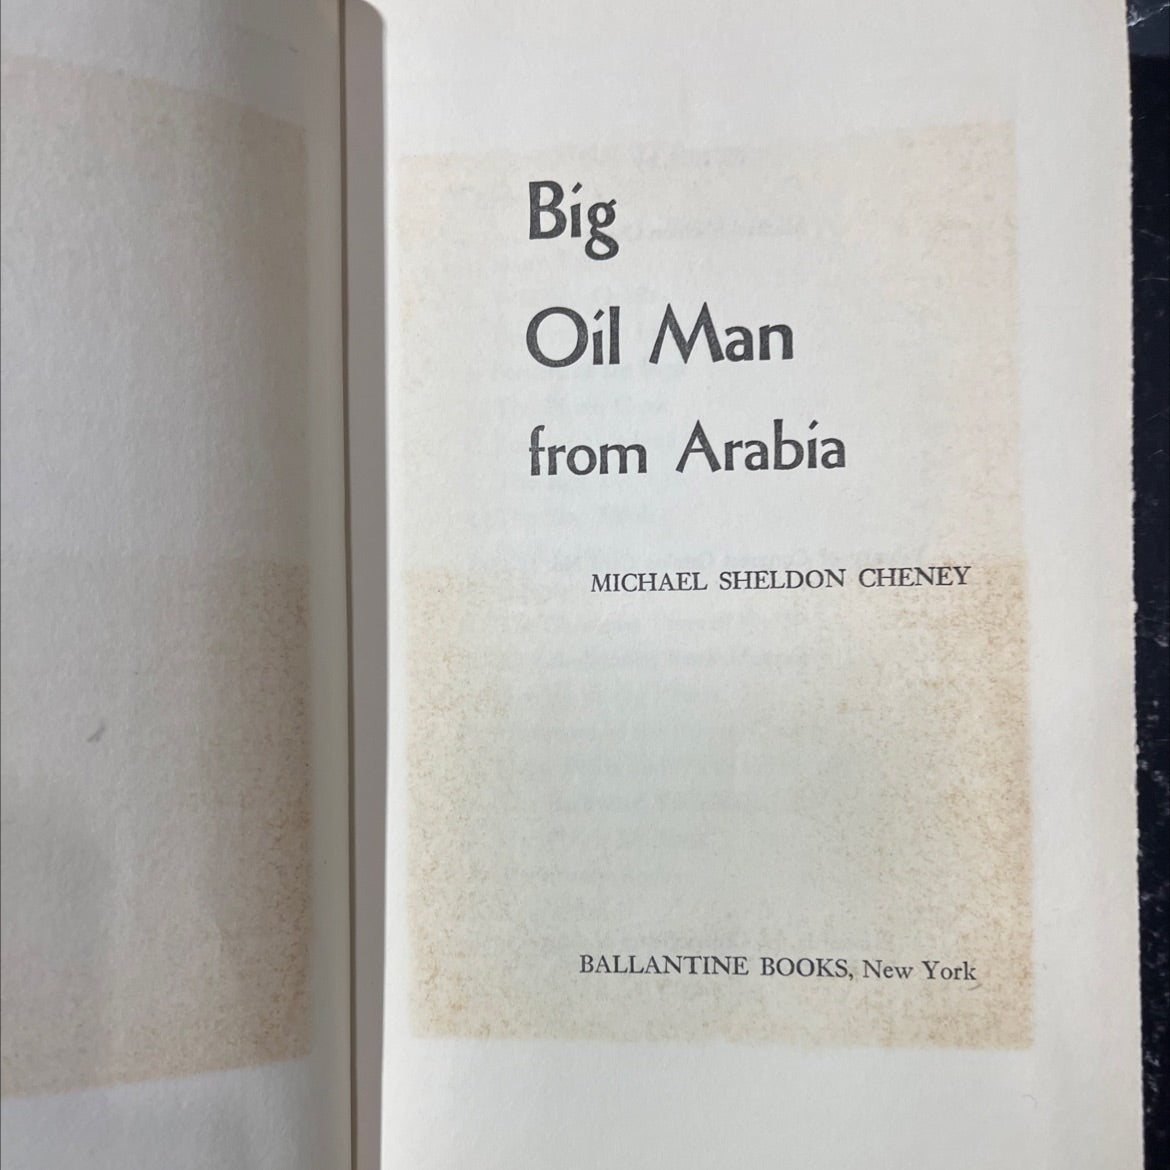 Big
Oil Man
from Arabia
MICHAEL SHELDON CHENEY
BALLANTINE BOOKS, New York